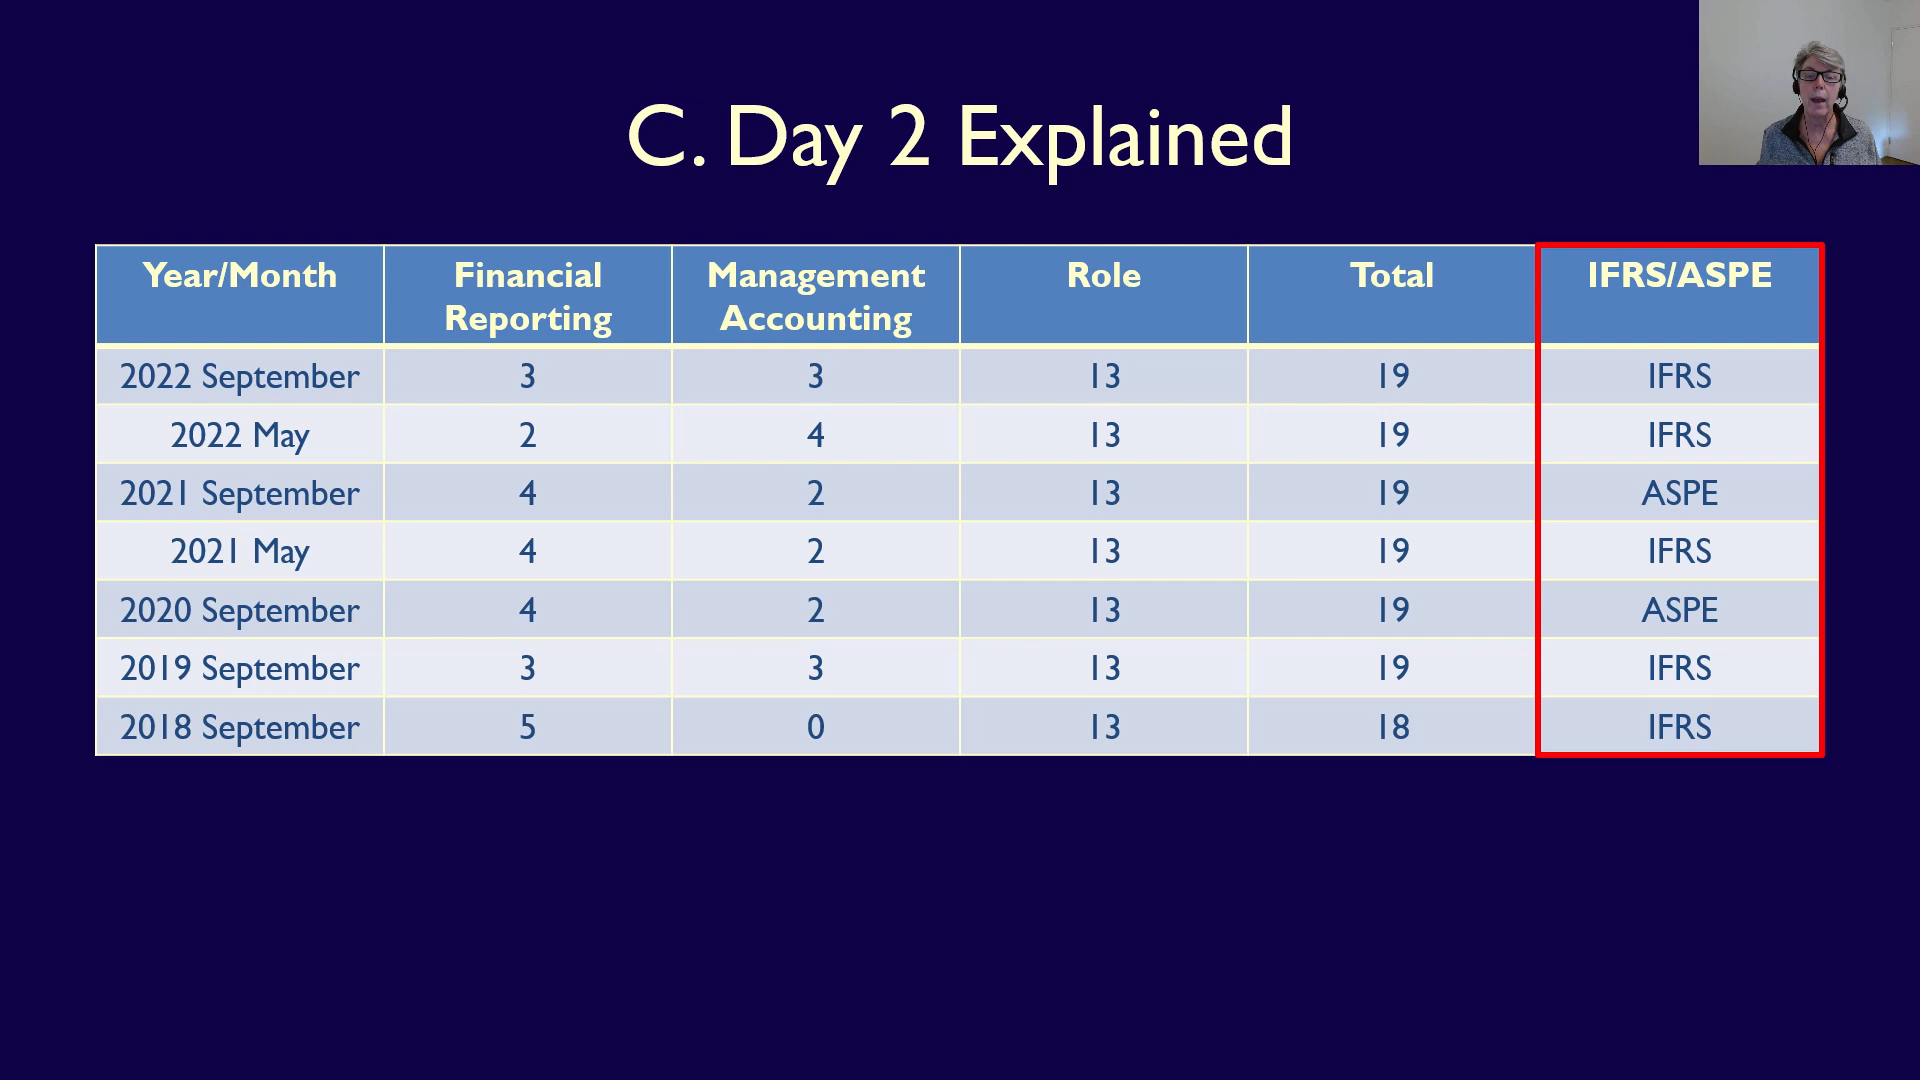 C. Day 2 Explained
Year/Month Financial Reporting Management Accounting Role Total IFRS/ASPE
2022 September 3 3 13 19 IFRS
2022 May 2 4 13 19 IFRS
2021 September 4 2 13 19 ASPE
2021 May 4 2 13 19 IFRS
2020 September 4 2 13 19 ASPE
2019 September 3 3 13 19 IFRS
2018 September 5 0 13 18 IFRS